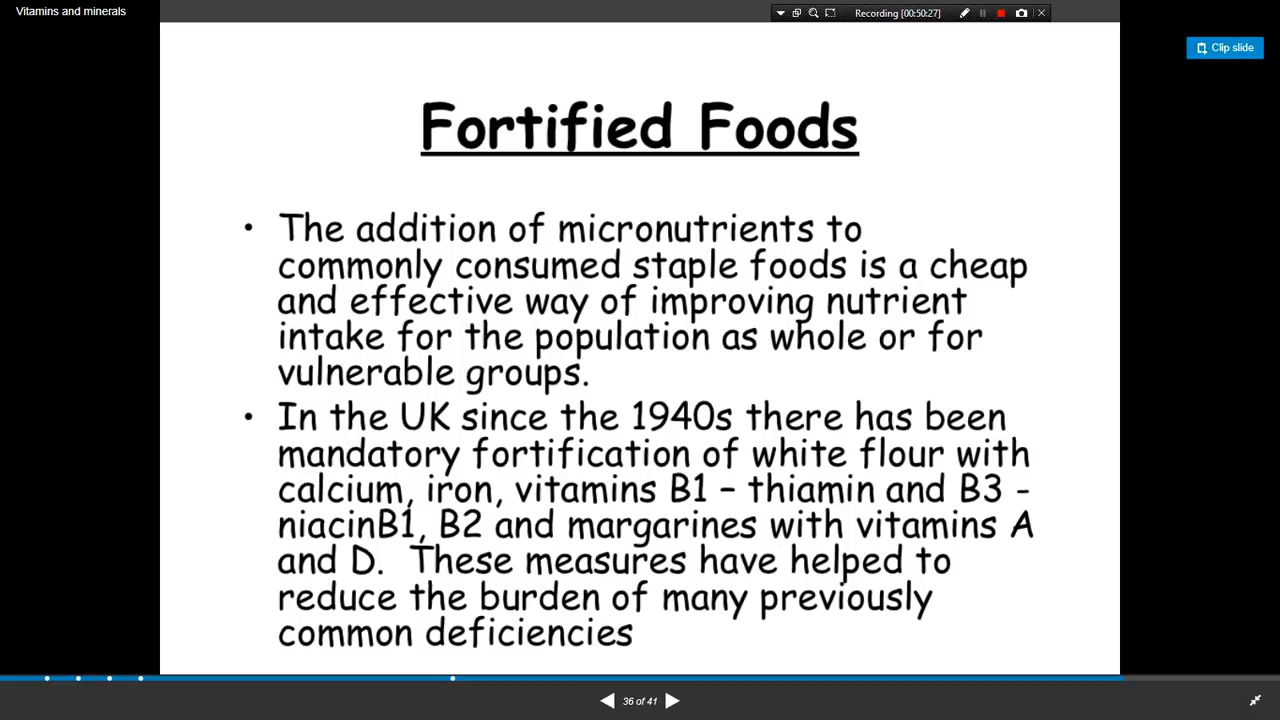 Vitamins and minerals
Recording [00:50:27]
Clip slide
Fortified Foods
• The addition of micronutrients to
commonly consumed staple foods is a cheap
and effective way of improving nutrient
intake for the population as whole or for
vulnerable groups.
• In the UK since the 1940s there has been
mandatory fortification of white flour with
calcium, iron, vitamins B1 – thiamin and B3 -
niacinB1, B2 and margarines with vitamins A
and D.  These measures have helped to
reduce the burden of many previously
common deficiencies
36 of 41